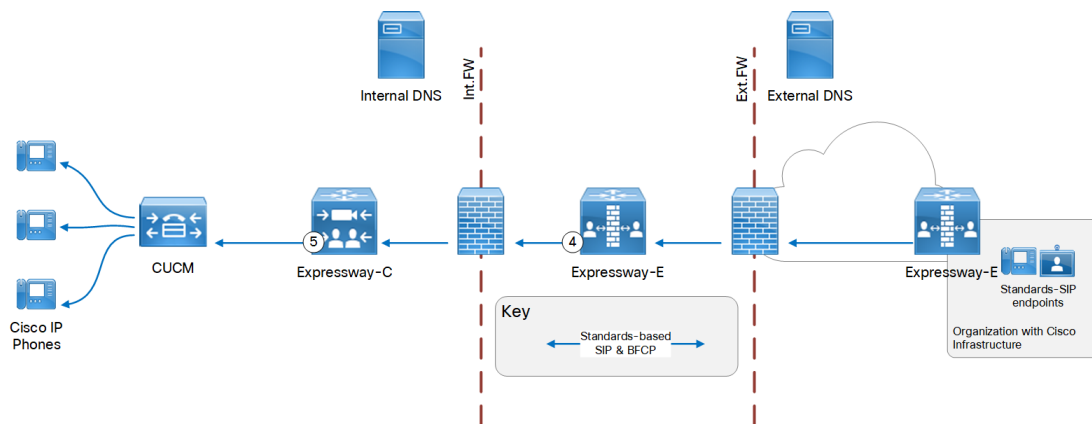 Internal DNS
Int.FW
Ext.FW
External DNS
CUCM
5
Expressway-C
4
Expressway-E
Expressway-E
Cisco IP
Phones
Standards-SIP
endpoints
Organization with Cisco
Infrastructure
Key
Standards-based
SIP & BFCP